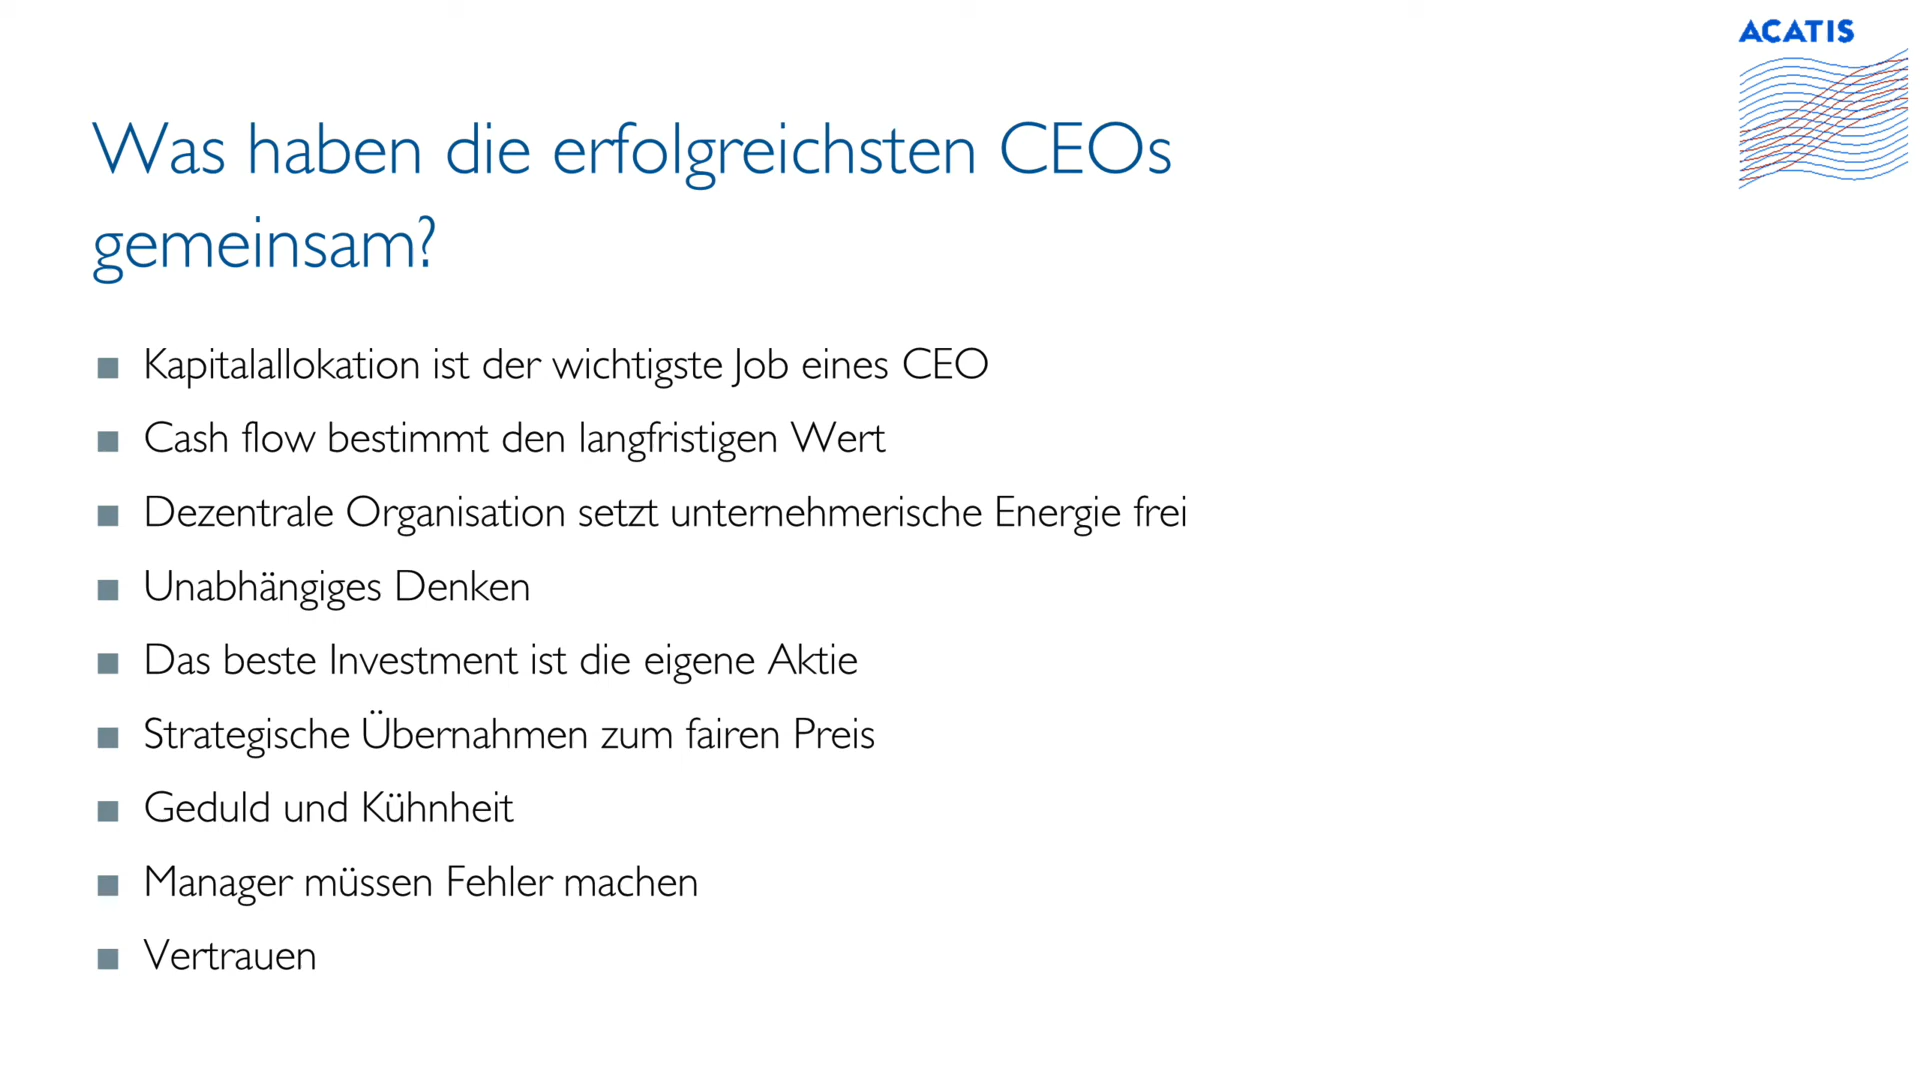 ACATIS
Was haben die erfolgreichsten CEOs
gemeinsam?
Kapitalallokation ist der wichtigste Job eines CEO
Cash flow bestimmt den langfristigen Wert
Dezentrale Organisation setzt unternehmerische Energie frei
Unabhängiges Denken
Das beste Investment ist die eigene Aktie
Strategische Übernahmen zum fairen Preis
Geduld und Kühnheit
Manager müssen Fehler machen
Vertrauen